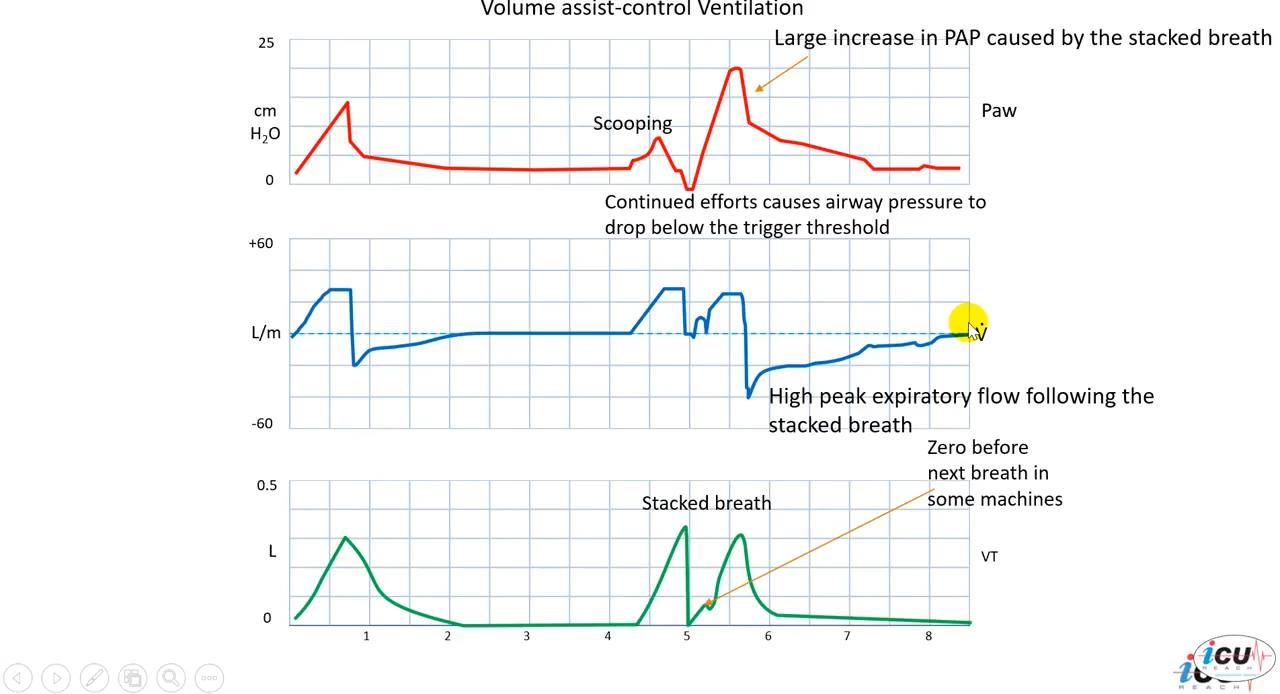 Volume assist-control Ventilation
Large increase in PAP caused by the stacked breath
25
cm
H₂O
0
Scooping
Paw
Continued efforts causes airway pressure to
drop below the trigger threshold
+60
L/m
-60
V̇
High peak expiratory flow following the
stacked breath
Zero before
next breath in
some machines
0.5
L
0
Stacked breath
VT
1 2 3 4 5 6 7 8
iCU
REACH
REACH